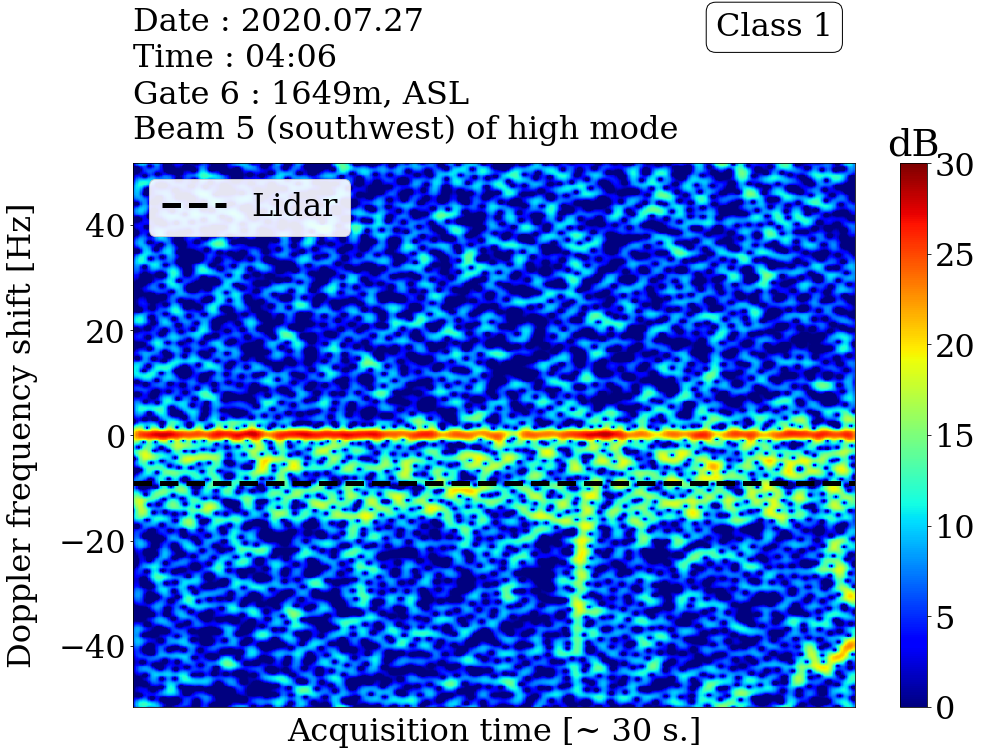 Date : 2020.07.27
Time : 04:06
Gate 6 : 1649m, ASL
Beam 5 (southwest) of high mode
Class 1
dB
Lidar
40
20
0
−20
−40
Doppler frequency shift [Hz]
Acquisition time [~ 30 s.]
30
25
20
15
10
5
0